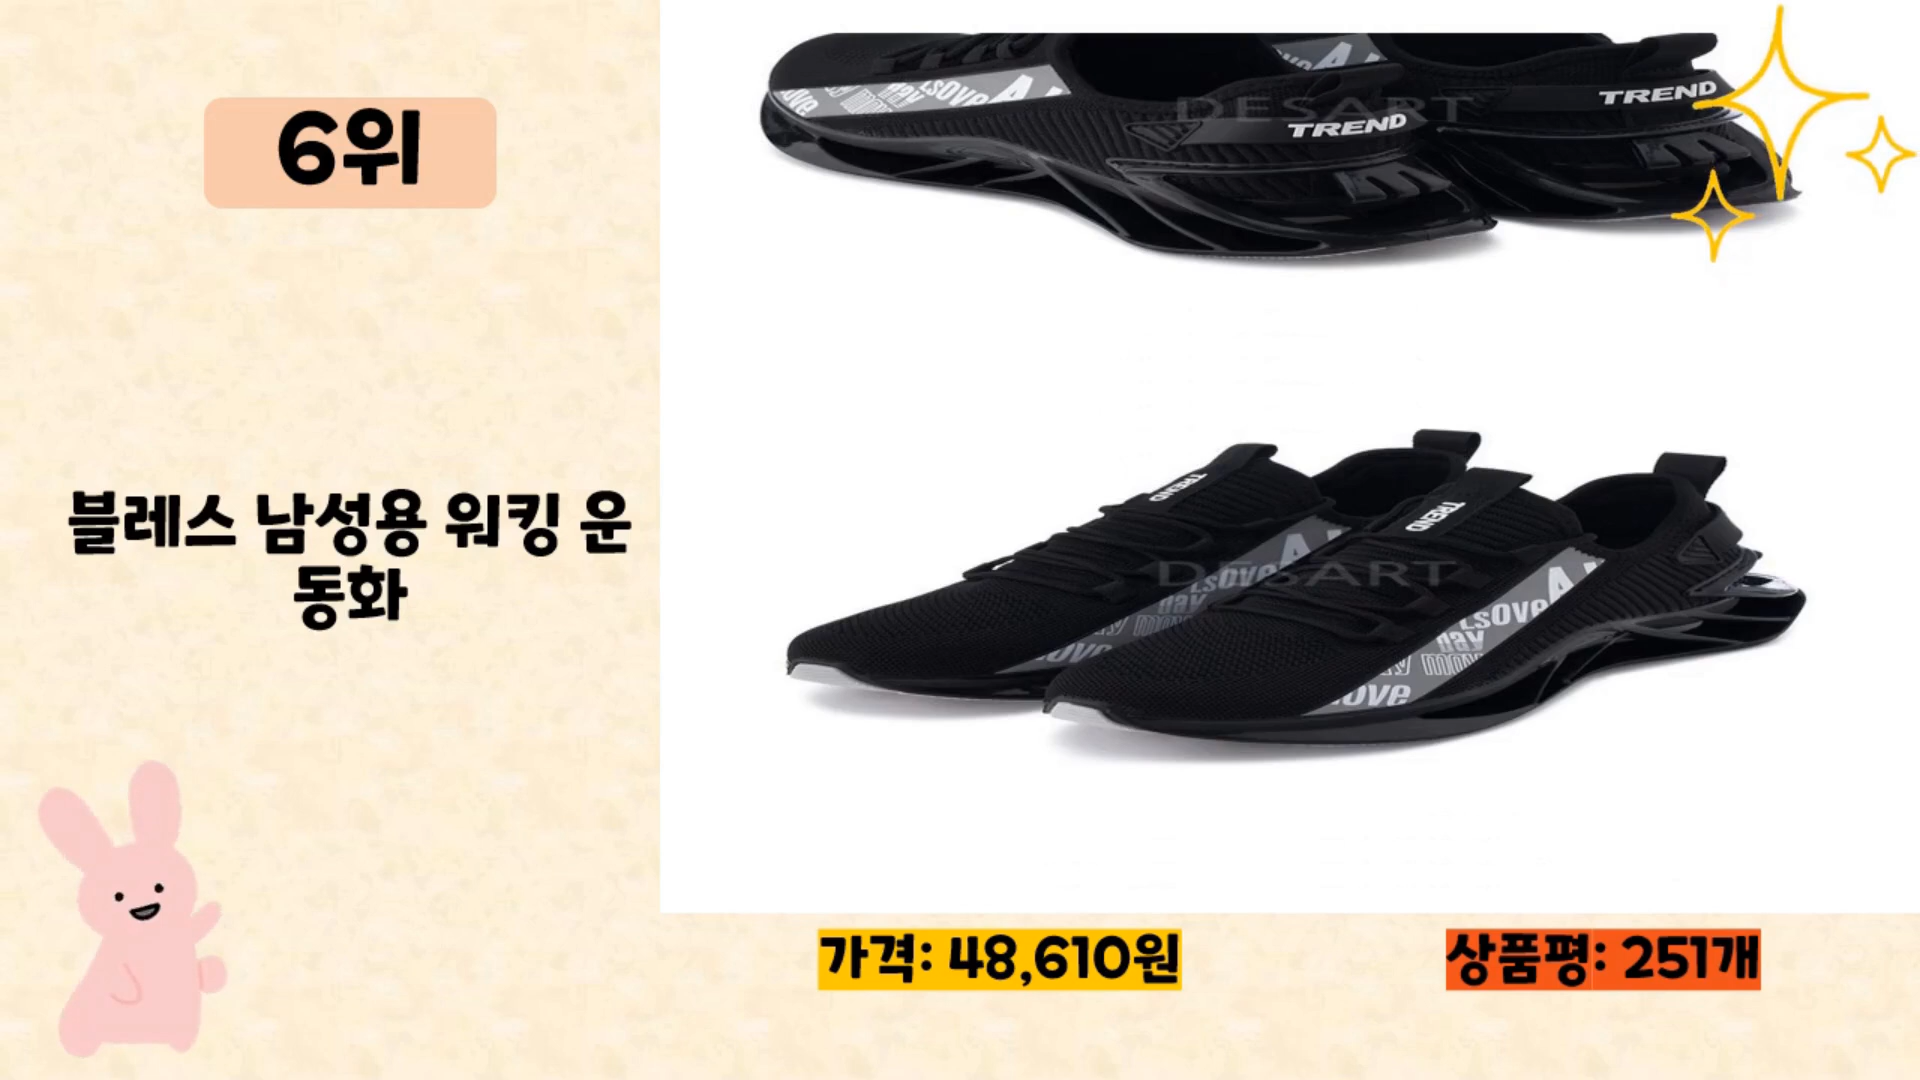 6위
블레스 남성용 워킹 운
동화
DESART
TREND
TREND
TREND
TREND
DESART
가격: 48,610원
상품평: 251개